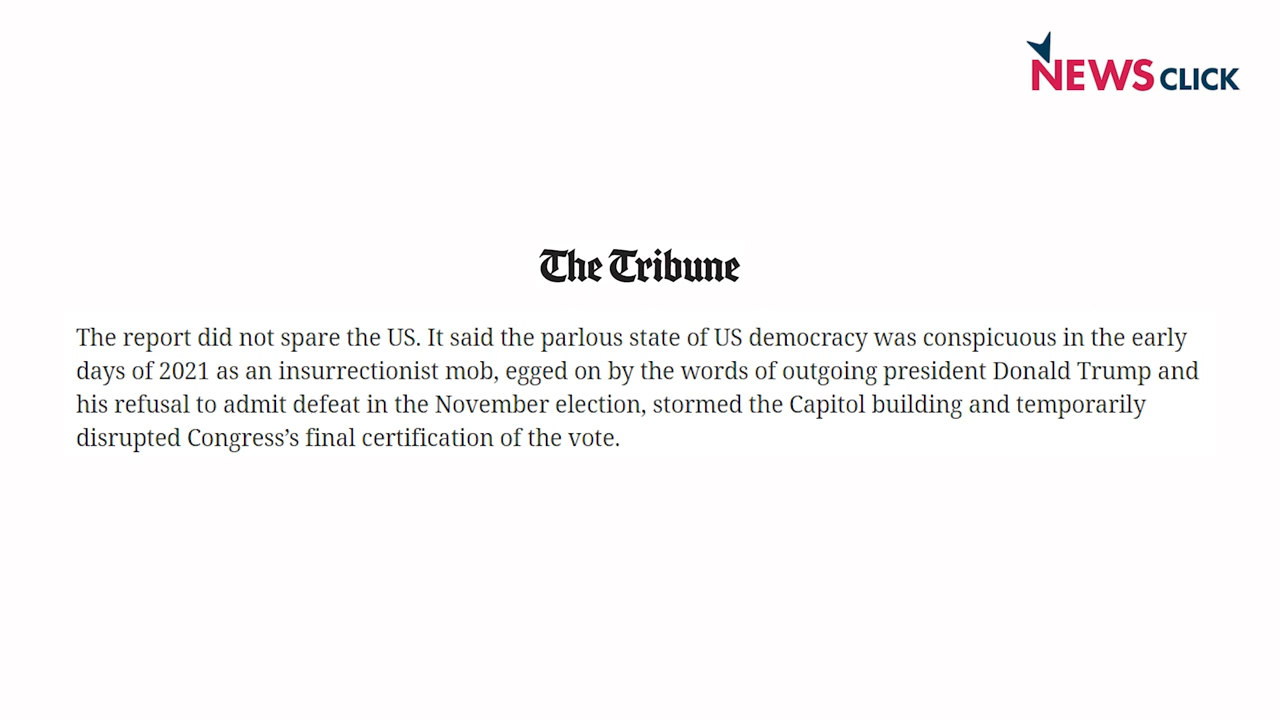 NEWSCLICK
The Tribune
The report did not spare the US. It said the parlous state of US democracy was conspicuous in the early
days of 2021 as an insurrectionist mob, egged on by the words of outgoing president Donald Trump and
his refusal to admit defeat in the November election, stormed the Capitol building and temporarily
disrupted Congress’s final certification of the vote.